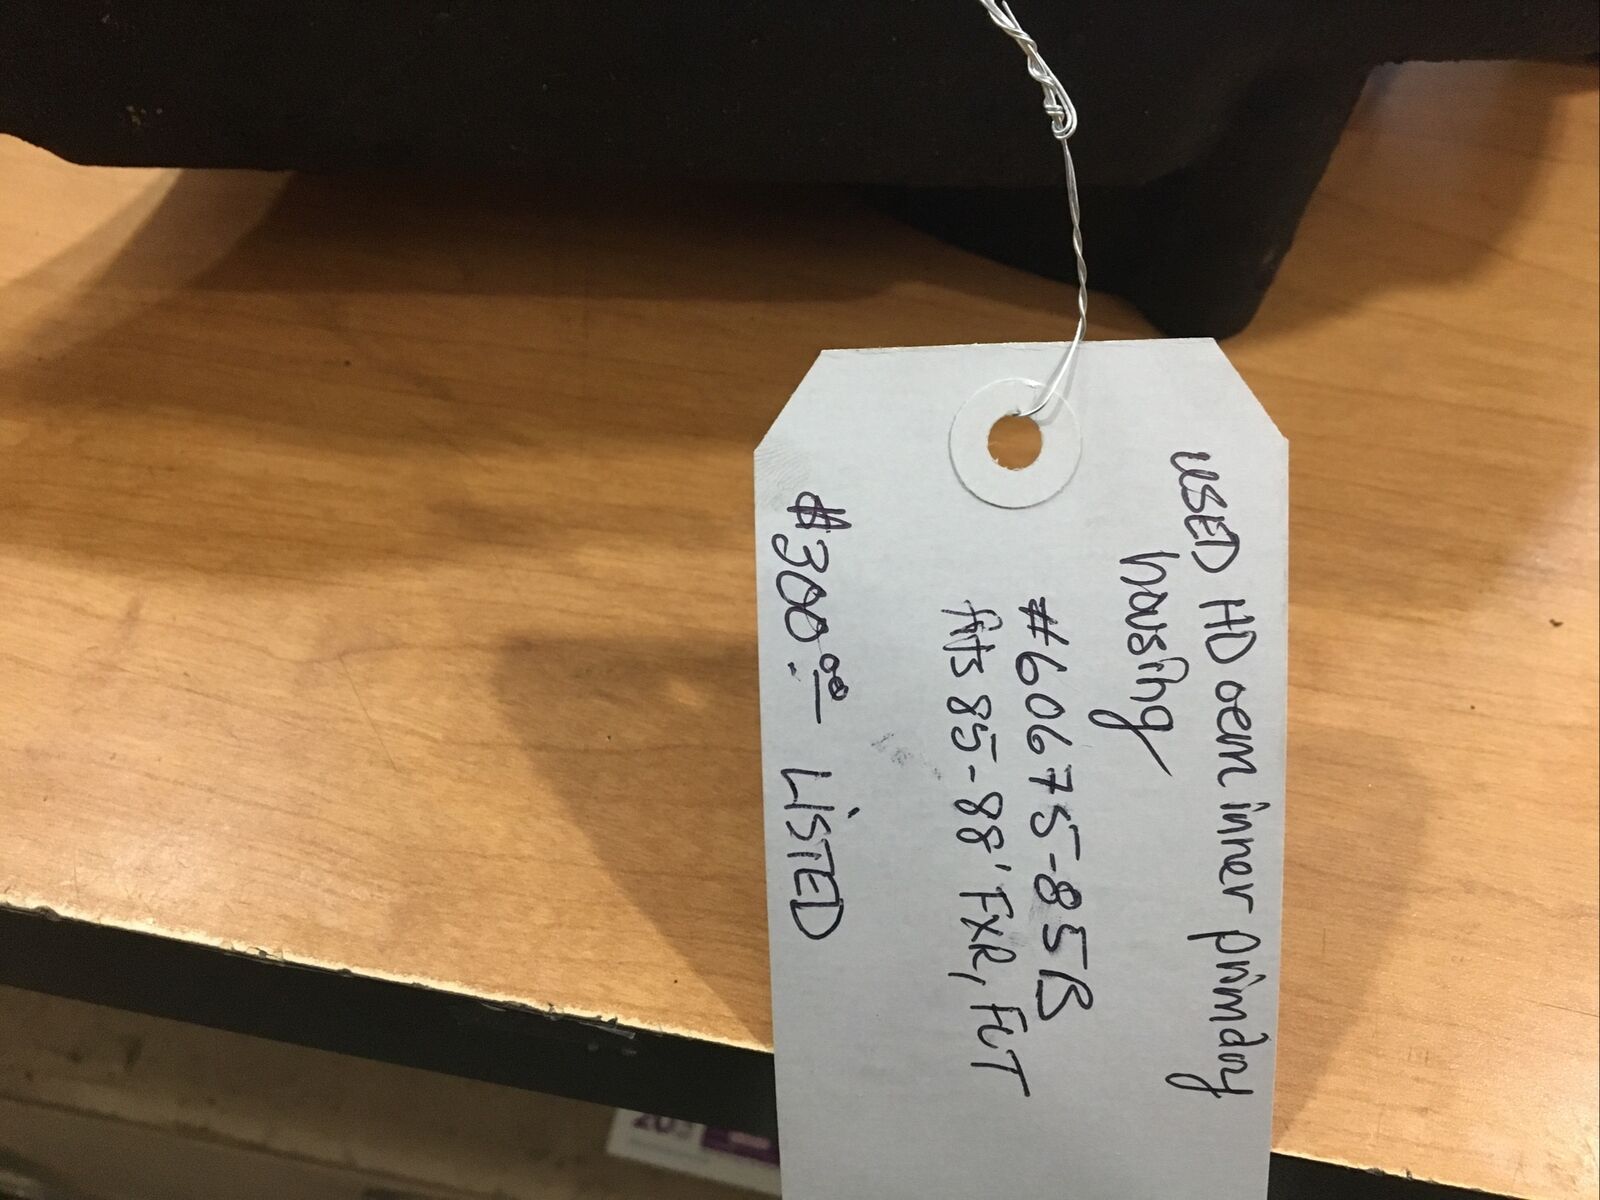 USED HD oem inner primary
housing
#60675-85B
fits 85-88' FXR, FLT
$300.00 LISTED